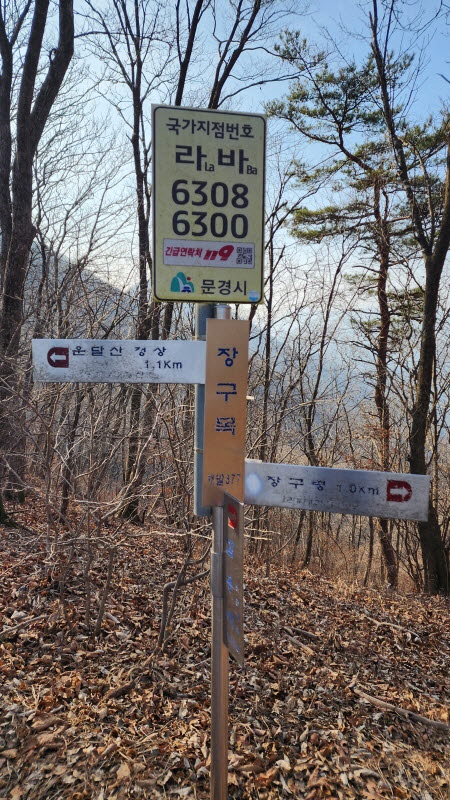 국가지점번호
라La 바Ba
6308
6300
긴급연락처 119
문경시
운달산 정상
1.1Km
장구목
장구령 1.0Km